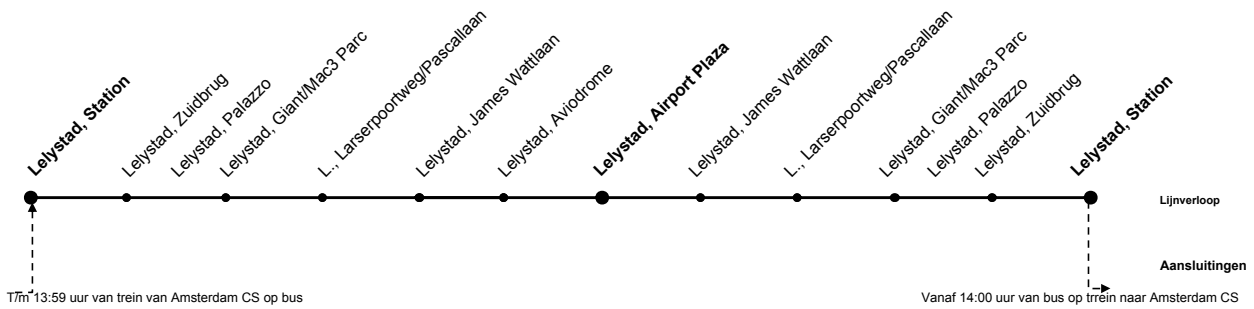 Lelystad, Station
Lelystad, Zuidbrug
Lelystad, Palazzo
Lelystad, Giant/Mac3 Parc
L., Larserpoortweg/Pascallaan
Lelystad, James Wattlaan
Lelystad, Aviodrome
Lelystad, Airport Plaza
Lelystad, James Wattlaan
L., Larserpoortweg/Pascallaan
Lelystad, Giant/Mac3 Parc
Lelystad, Palazzo
Lelystad, Zuidbrug
Lelystad, Station
Lijnverloop
Aansluitingen
T/m 13:59 uur van trein van Amsterdam CS op bus
Vanaf 14:00 uur van bus op trrein naar Amsterdam CS